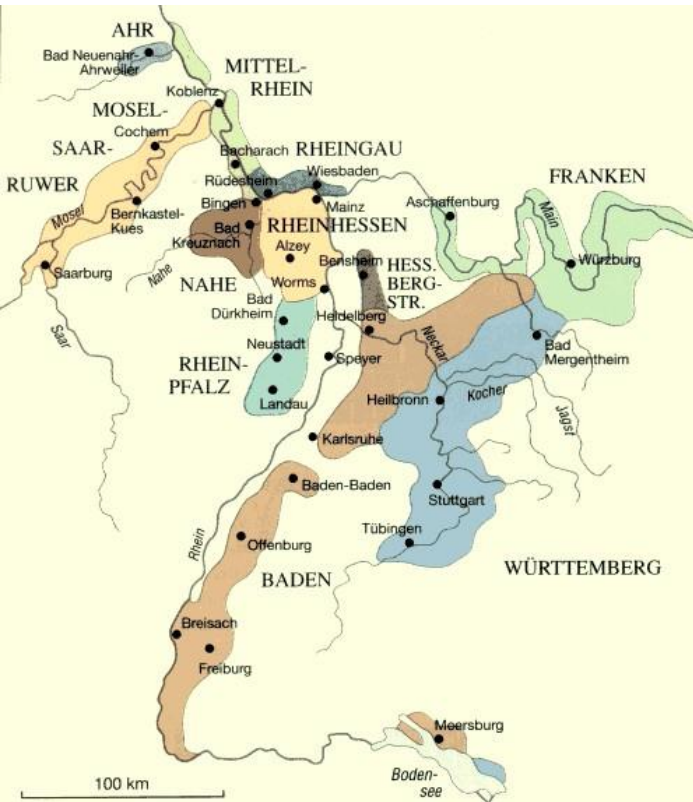 AHR
Bad Neuenahr-
Ahrweiler
MITTEL-
RHEIN
Koblenz
MOSEL-
Cochem
SAAR-
RUWER
Bacharach
RHEINGAU
Wiesbaden
Rüdesheim
FRANKEN
Aschaffenburg
Main
Mosel
Bernkastel-
Kues
Bingen
Mainz
RHEINHESSEN
Bad
Kreuznach
Alzey
Bensheim
HESS.
BERG-
STR.
Würzburg
Saarburg
Nahe
NAHE
Worms
Bad
Dürkheim
Heidelberg
Saar
Neustadt
Speyer
Neckar
Bad
Mergentheim
RHEIN-
PFALZ
Landau
Heilbronn
Kocher
Jagst
Karlsruhe
Baden-Baden
Stuttgart
Rhein
Offenburg
Tübingen
BADEN
WÜRTTEMBERG
Breisach
Freiburg
Meersburg
100 km
Boden-
see